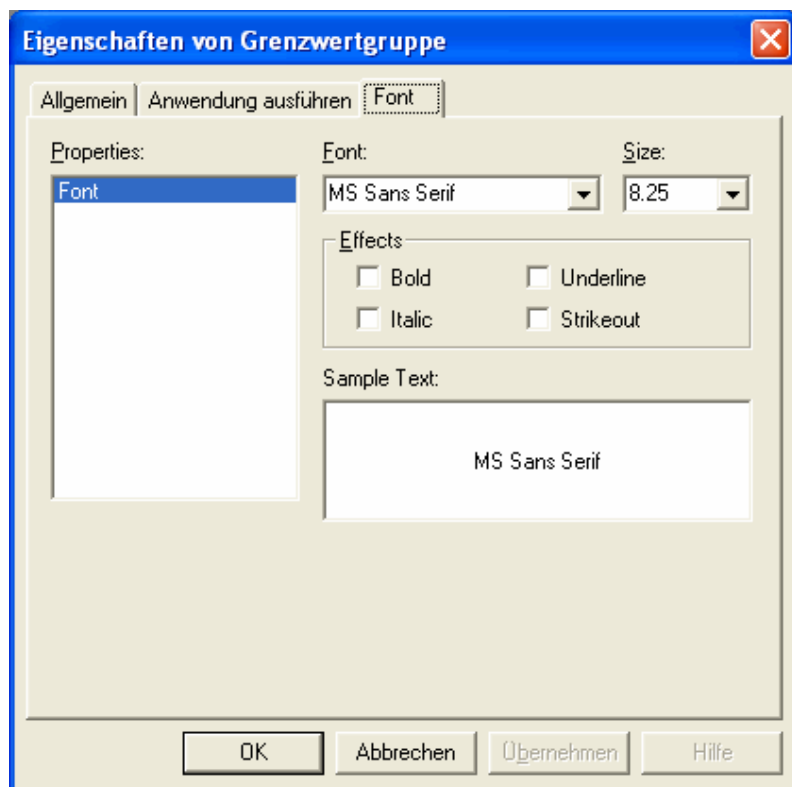 Eigenschaften von Grenzwertgruppe
Allgemein Anwendung ausführen Font
Properties: Font: Size:
Font MS Sans Serif 8.25
Effects
Bold Underline
Italic Strikeout
Sample Text:
MS Sans Serif
OK Abbrechen Übernehmen Hilfe